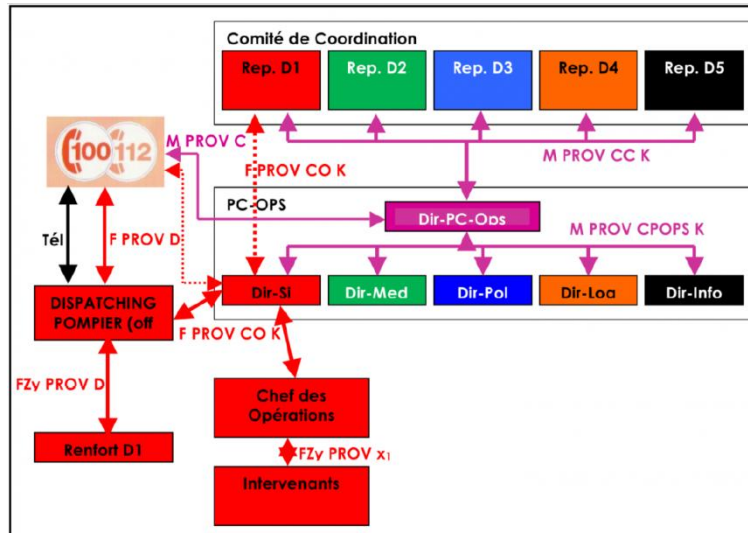 Comité de Coordination
Rep. D1
Rep. D2
Rep. D3
Rep. D4
Rep. D5
100
112
M PROV C
F PROV CO K
M PROV CC K
PC-OPS
Dir-PC-Ops
M PROV CPOPS K
Tél
F PROV D
Dir-SI
Dir-Med
Dir-Pol
Dir-Log
Dir-Info
DISPATCHING
POMPIER (off
F PROV CO K
FZy PROV D
Chef des
Opérations
Renfort D1
FZy PROV x1
Intervenants